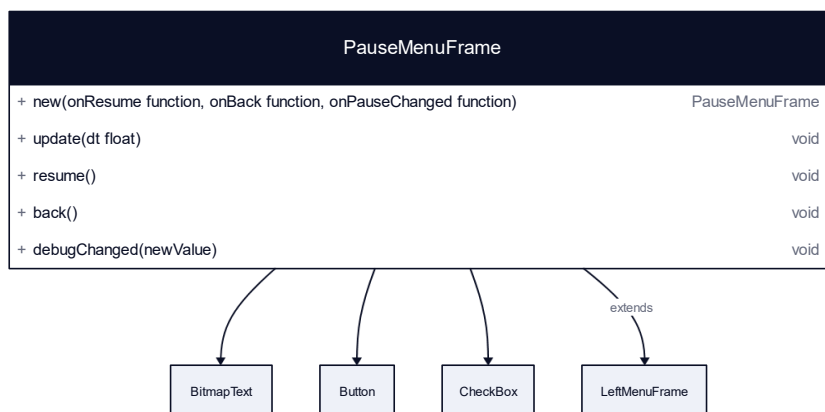 PauseMenuFrame
+ new(onResume function, onBack function, onPauseChanged function) PauseMenuFrame
+ update(dt float) void
+ resume() void
+ back() void
+ debugChanged(newValue) void
extends
BitmapText Button CheckBox LeftMenuFrame